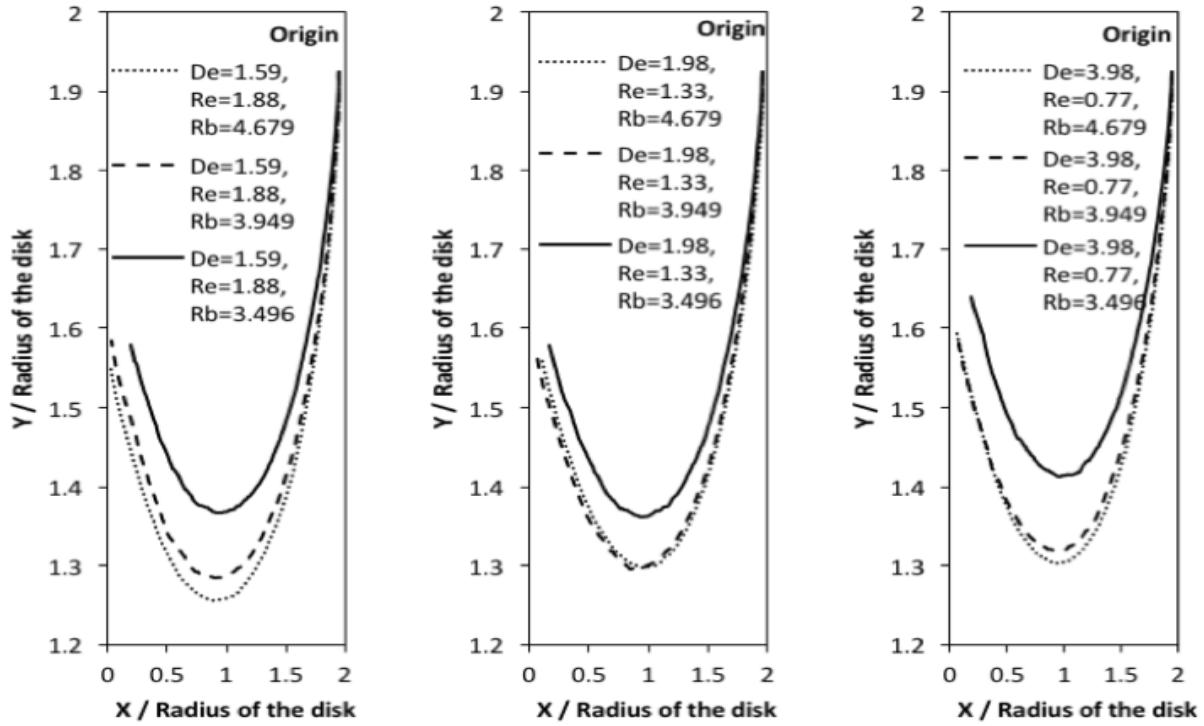 2
1.9
1.8
1.7
1.6
1.5
1.4
1.3
1.2
Y / Radius of the disk
Origin
De=1.59,
Re=1.88,
Rb=4.679
De=1.59,
Re=1.88,
Rb=3.949
De=1.59,
Re=1.88,
Rb=3.496
0 0.5 1 1.5 2
X / Radius of the disk
2
1.9
1.8
1.7
1.6
1.5
1.4
1.3
1.2
Y / Radius of the disk
Origin
De=1.98,
Re=1.33,
Rb=4.679
De=1.98,
Re=1.33,
Rb=3.949
De=1.98,
Re=1.33,
Rb=3.496
0 0.5 1 1.5 2
X / Radius of the disk
2
1.9
1.8
1.7
1.6
1.5
1.4
1.3
1.2
Y / Radius of the disk
Origin
De=3.98,
Re=0.77,
Rb=4.679
De=3.98,
Re=0.77,
Rb=3.949
De=3.98,
Re=0.77,
Rb=3.496
0 0.5 1 1.5 2
X / Radius of the disk